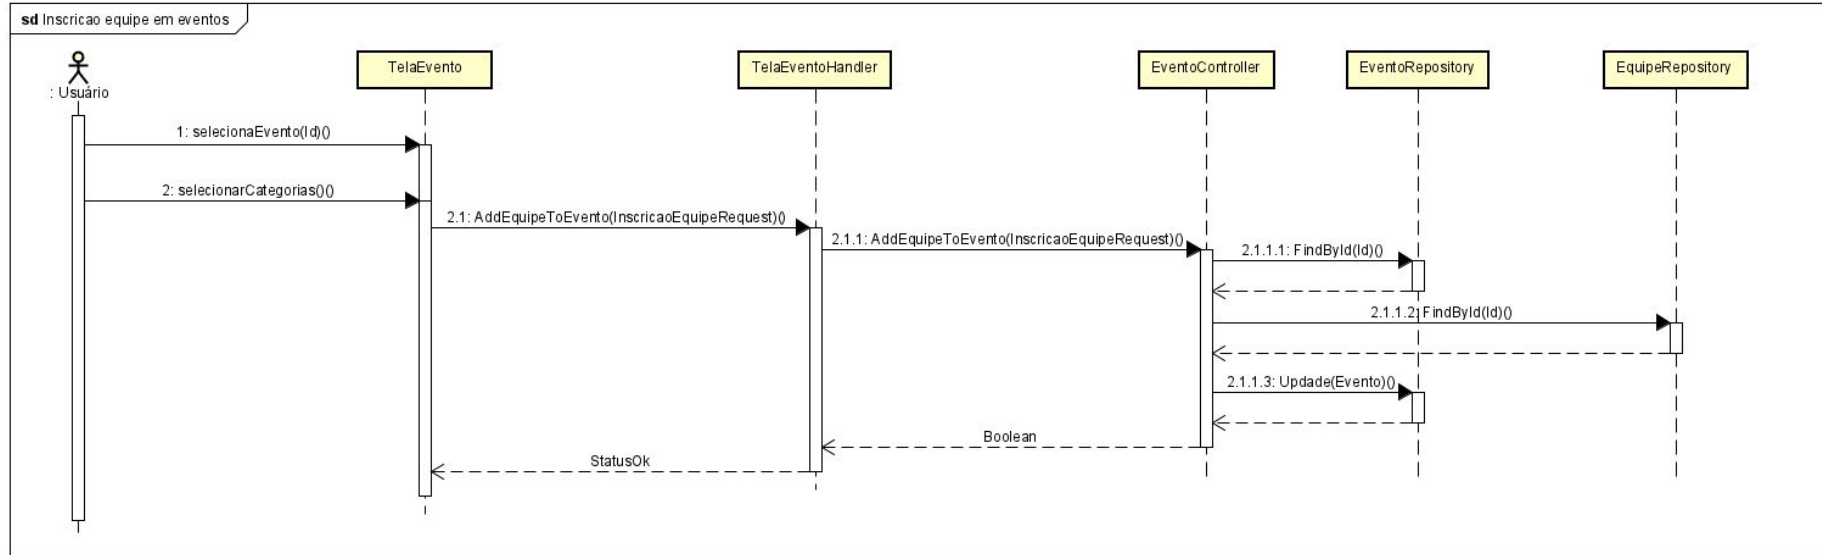 sd Inscricao equipe em eventos
: Usuário
TelaEvento
TelaEventoHandler
EventoController
EventoRepository
EquipeRepository
1: selecionaEvento(Id)()
2: selecionarCategorias()()
2.1: AddEquipeToEvento(InscricaoEquipeRequest)()
2.1.1: AddEquipeToEvento(InscricaoEquipeRequest)()
2.1.1.1: FindById(Id)()
2.1.1.2: FindById(Id)()
2.1.1.3: Updade(Evento)()
Boolean
StatusOk